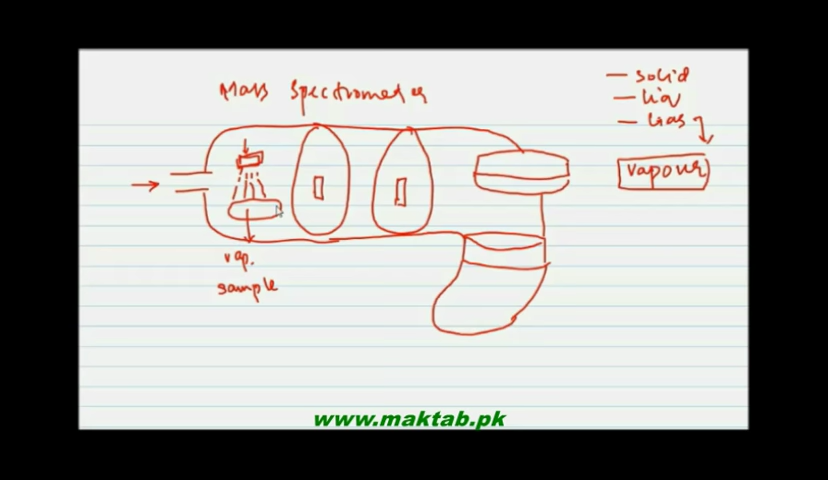 Mass Spectrometer
— solid
— liq
— Gas
vapour
vap.
sample
www.maktab.pk